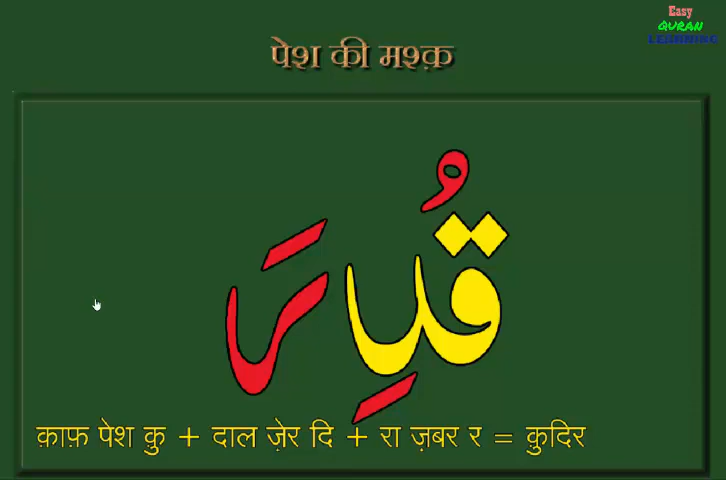 Easy
QURAN
LEARNING
पेश की मश्क़
قُدِرَ
क़ाफ़ पेश क़ु + दाल ज़ेर दि + रा ज़बर र = क़ुदिर